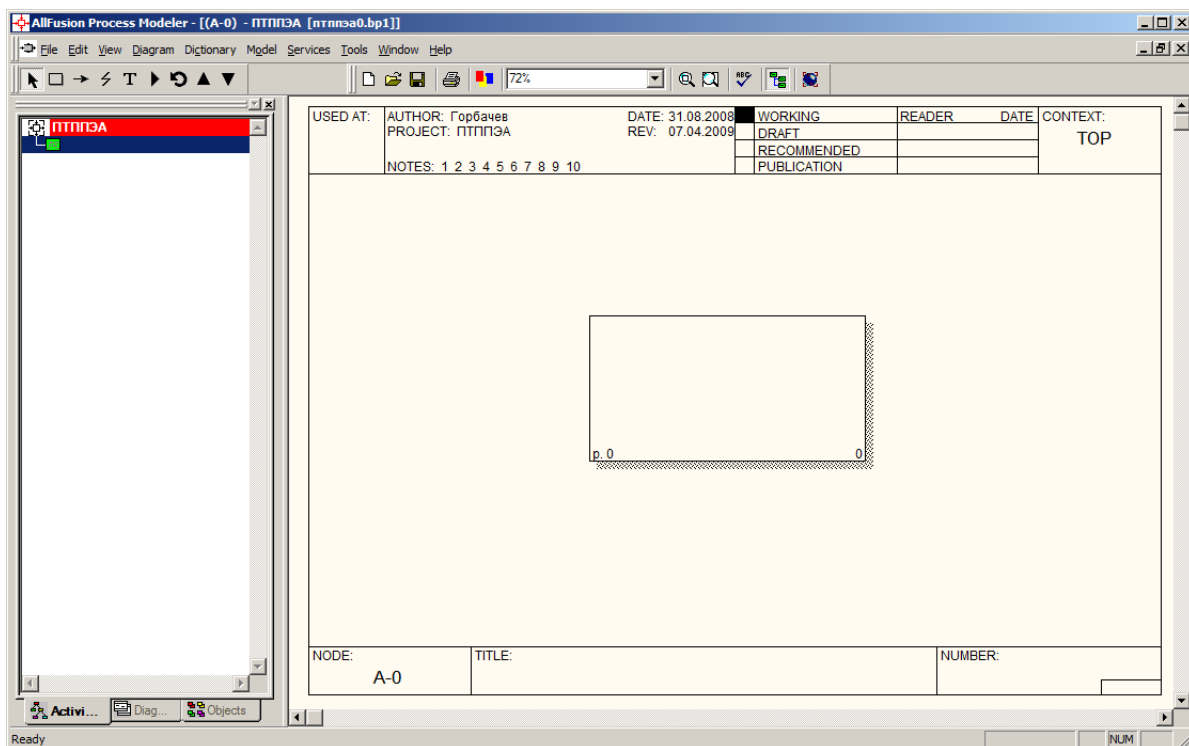 AllFusion Process Modeler - [(A-0) - ПТППЭА [птппэа0.bp1]]
File Edit View Diagram Dictionary Model Services Tools Window Help
T 72% ABC
ПТППЭА
USED AT: AUTHOR: Горбачев DATE: 31.08.2008 WORKING READER DATE CONTEXT:
PROJECT: ПТППЭА REV: 07.04.2009 DRAFT TOP
RECOMMENDED
NOTES: 1 2 3 4 5 6 7 8 9 10 PUBLICATION
p. 0 0
NODE: TITLE: NUMBER:
A-0
Activi... Diag... Objects
Ready NUM